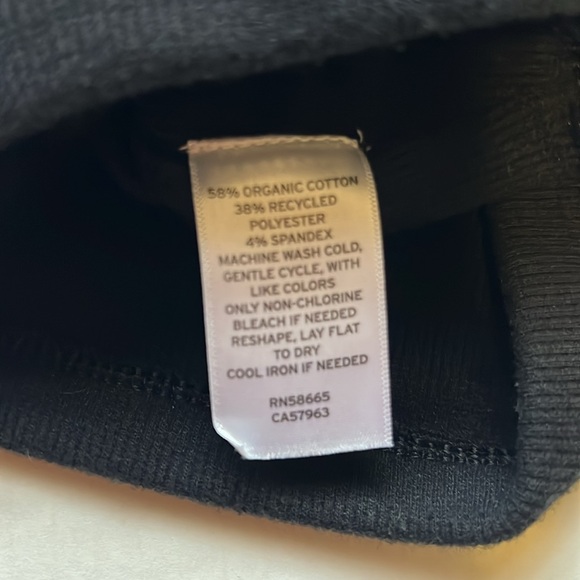 58% ORGANIC COTTON
38% RECYCLED
POLYESTER
4% SPANDEX
MACHINE WASH COLD,
GENTLE CYCLE, WITH
LIKE COLORS
ONLY NON-CHLORINE
BLEACH IF NEEDED
RESHAPE, LAY FLAT
TO DRY
COOL IRON IF NEEDED
RN58665
CA57963